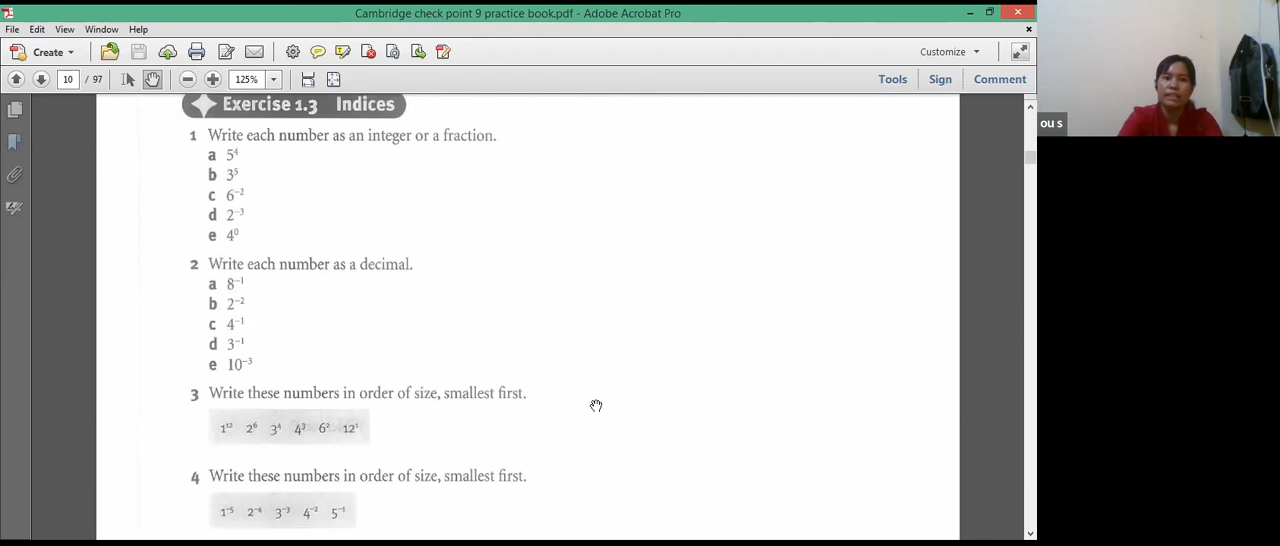 Cambridge check point 9 practice book.pdf - Adobe Acrobat Pro
File Edit View Window Help
Create
Customize
10 / 97
125%
Tools Sign Comment
Exercise 1.3 Indices
1 Write each number as an integer or a fraction.
a 5⁴
b 3⁵
c 6⁻²
d 2⁻³
e 4⁰
2 Write each number as a decimal.
a 8⁻¹
b 2⁻²
c 4⁻¹
d 3⁻¹
e 10⁻³
3 Write these numbers in order of size, smallest first.
1¹² 2⁶ 3⁴ 4³ 6² 12¹
4 Write these numbers in order of size, smallest first.
1⁻⁵ 2⁻⁴ 3⁻³ 4⁻² 5⁻¹
ou s